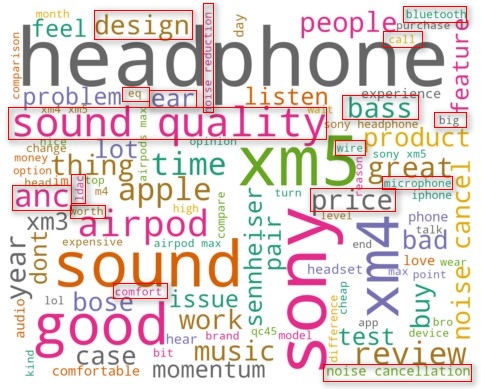 month
feel
design
noise reduction
day
people
bluetooth
purchase
call
feature
comparison
headphone
problem
eq
ear
listen
experience
xm4 xm5
airpods max
want
bass
big
sound quality
sony headphone
product
nice
change
money
option
headlm
lot
opinion
thing
time
xm5
wire
sony xm5
reason
great
top
m4
apple
turn
microphone
iphone
anc
ldac
worth
high
compare
price
level
xm3
airpod
sennheiser
pair
sony
xm4
phone
talk
bad
noise cancel
year
dont
expensive
airpod max
end
headset
love
wear
max
point
sound
lol
comfort
issue
bose
cheap
buy
audio
good
work
hear
brand
qc45
model
difference
app
test
bro
device
kind
case
bit
music
review
comfortable
momentum
noise cancellation